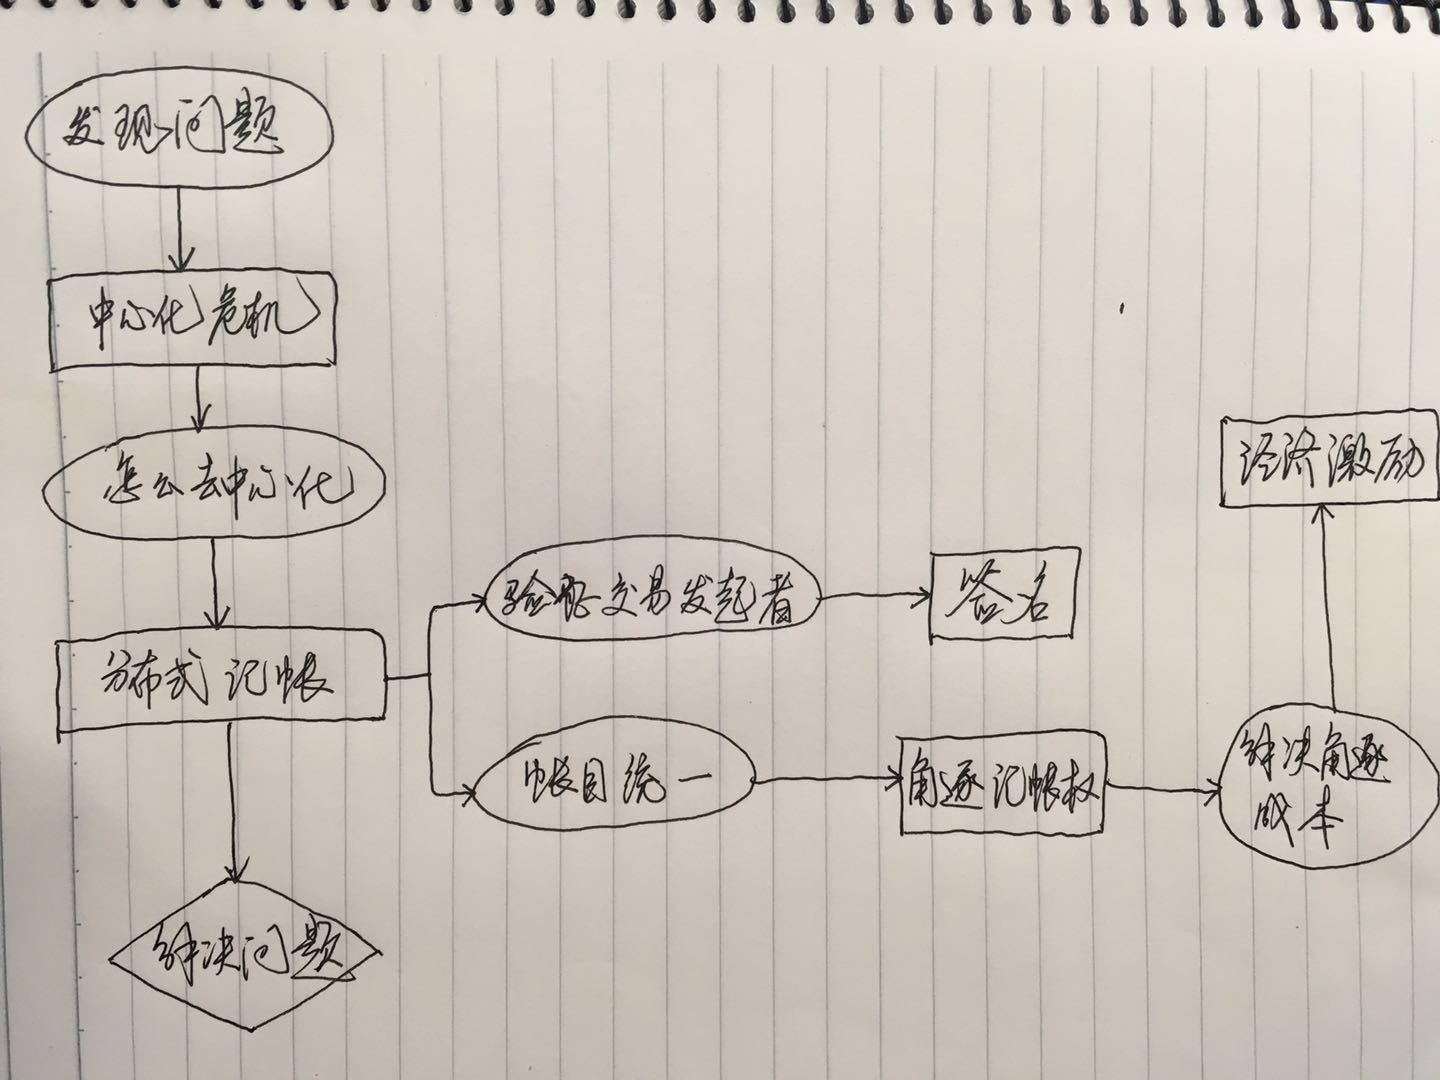 发现问题
中心化危机
怎么去中心化
分布式记帐
解决问题
验证交易发起者
签名
帐目统一
角逐记帐权
解决角逐
成本
经济激励